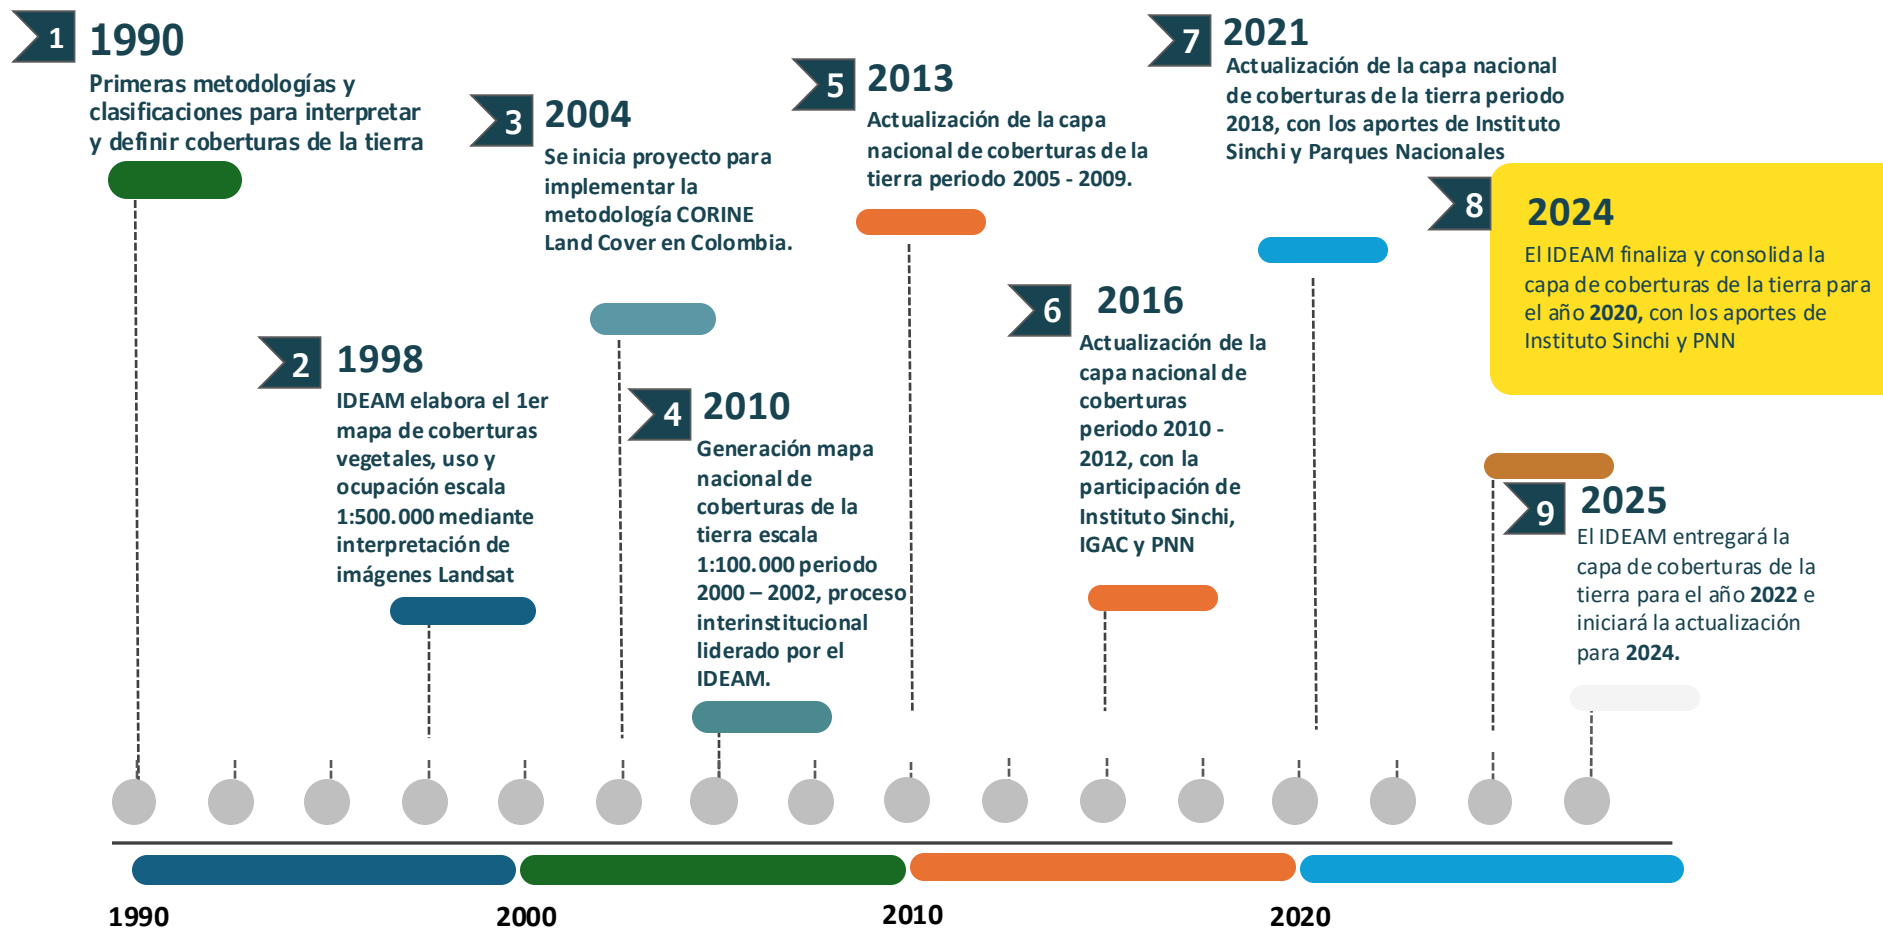 1
1990
Primeras metodologías y
clasificaciones para interpretar
y definir coberturas de la tierra
2
1998
IDEAM elabora el 1er
mapa de coberturas
vegetales, uso y
ocupación escala
1:500.000 mediante
interpretación de
imágenes Landsat
3
2004
Se inicia proyecto para
implementar la
metodología CORINE
Land Cover en Colombia.
4
2010
Generación mapa
nacional de
coberturas de la
tierra escala
1:100.000 periodo
2000 – 2002, proceso
interinstitucional
liderado por el
IDEAM.
5
2013
Actualización de la capa
nacional de coberturas de la
tierra periodo 2005 - 2009.
6
2016
Actualización de la
capa nacional de
coberturas
periodo 2010 -
2012, con la
participación de
Instituto Sinchi,
IGAC y PNN
7
2021
Actualización de la capa nacional
de coberturas de la tierra periodo
2018, con los aportes de Instituto
Sinchi y Parques Nacionales
8
2024
El IDEAM finaliza y consolida la
capa de coberturas de la tierra para
el año 2020, con los aportes de
Instituto Sinchi y PNN
9
2025
El IDEAM entregará la
capa de coberturas de la
tierra para el año 2022 e
iniciará la actualización
para 2024.
1990
2000
2010
2020